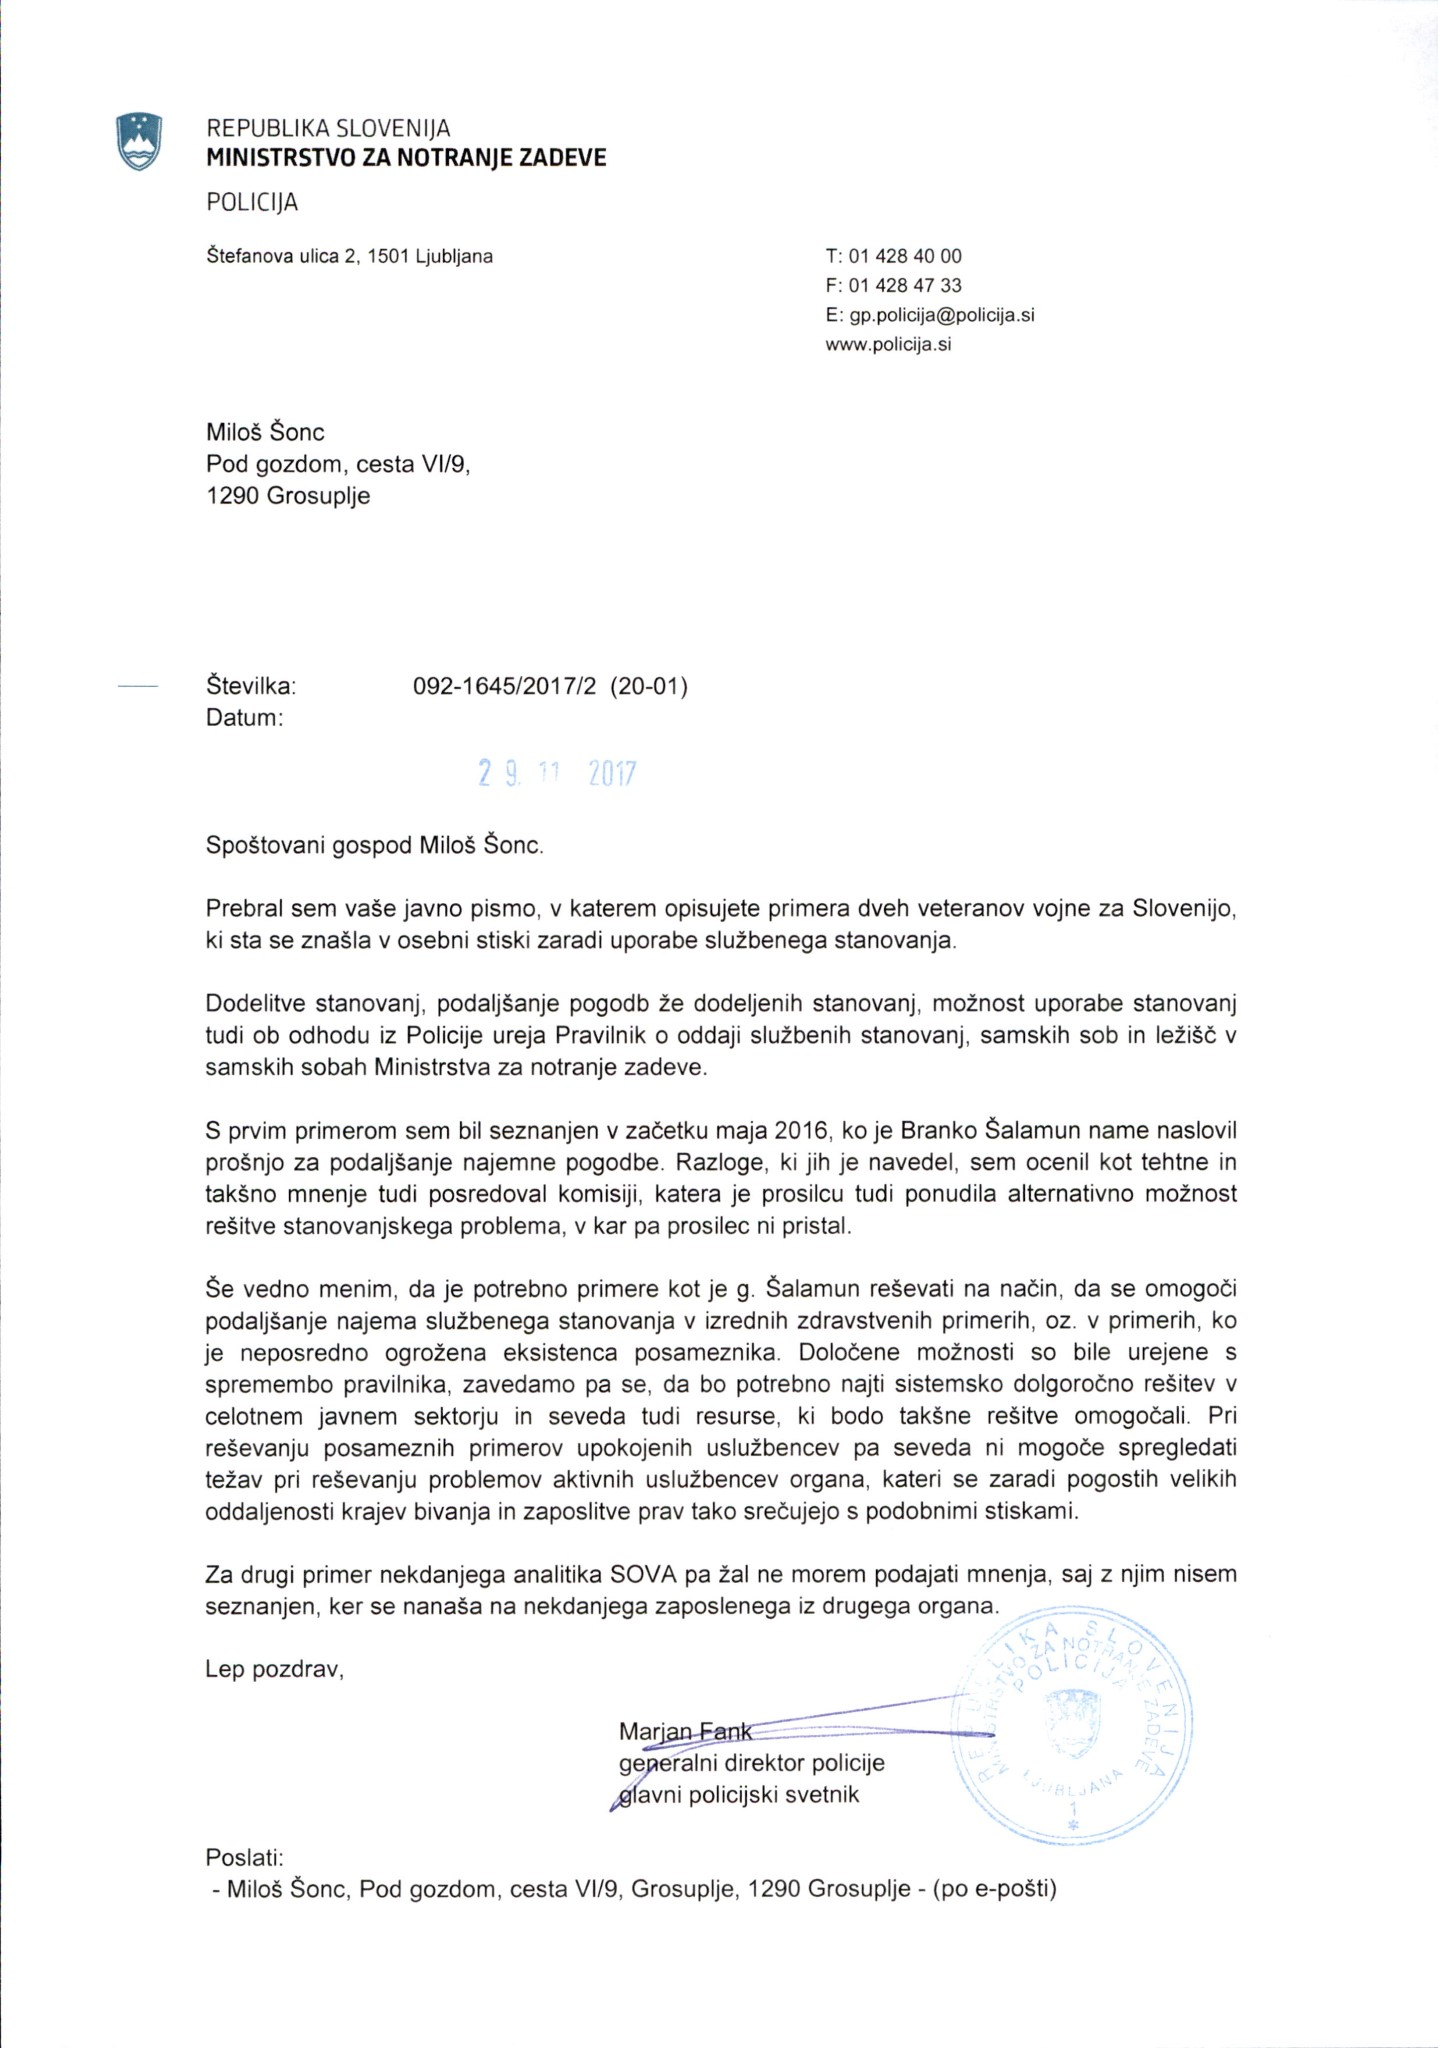 REPUBLIKA SLOVENIJA
MINISTRSTVO ZA NOTRANJE ZADEVE
POLICIJA
Štefanova ulica 2, 1501 Ljubljana
T: 01 428 40 00
F: 01 428 47 33
E: gp.policija@policija.si
www.policija.si
Miloš Šonc
Pod gozdom, cesta VI/9,
1290 Grosuplje
Številka: 092-1645/2017/2 (20-01)
Datum:
29. 11 2017
Spoštovani gospod Miloš Šonc.
Prebral sem vaše javno pismo, v katerem opisujete primera dveh veteranov vojne za Slovenijo,
ki sta se znašla v osebni stiski zaradi uporabe službenega stanovanja.
Dodelitve stanovanj, podaljšanje pogodb že dodeljenih stanovanj, možnost uporabe stanovanj
tudi ob odhodu iz Policije ureja Pravilnik o oddaji službenih stanovanj, samskih sob in ležišč v
samskih sobah Ministrstva za notranje zadeve.
S prvim primerom sem bil seznanjen v začetku maja 2016, ko je Branko Šalamun name naslovil
prošnjo za podaljšanje najemne pogodbe. Razloge, ki jih je navedel, sem ocenil kot tehtne in
takšno mnenje tudi posredoval komisiji, katera je prosilcu tudi ponudila alternativno možnost
rešitve stanovanjskega problema, v kar pa prosilec ni pristal.
Še vedno menim, da je potrebno primere kot je g. Šalamun reševati na način, da se omogoči
podaljšanje najema službenega stanovanja v izrednih zdravstvenih primerih, oz. v primerih, ko
je neposredno ogrožena eksistenca posameznika. Določene možnosti so bile urejene s
spremembo pravilnika, zavedamo pa se, da bo potrebno najti sistemsko dolgoročno rešitev v
celotnem javnem sektorju in seveda tudi resurse, ki bodo takšne rešitve omogočali. Pri
reševanju posameznih primerov upokojenih uslužbencev pa seveda ni mogoče spregledati
težav pri reševanju problemov aktivnih uslužbencev organa, kateri se zaradi pogostih velikih
oddaljenosti krajev bivanja in zaposlitve prav tako srečujejo s podobnimi stiskami.
Za drugi primer nekdanjega analitika SOVA pa žal ne morem podajati mnenja, saj z njim nisem
seznanjen, ker se nanaša na nekdanjega zaposlenega iz drugega organa.
Lep pozdrav,
Marjan Fank
generalni direktor policije
glavni policijski svetnik
REPUBLIKA SLOVENIJA
MINISTRSTVO ZA NOTRANJE ZADEVE
POLICIJA
LJUBLJANA
1
*
Poslati:
- Miloš Šonc, Pod gozdom, cesta VI/9, Grosuplje, 1290 Grosuplje - (po e-pošti)